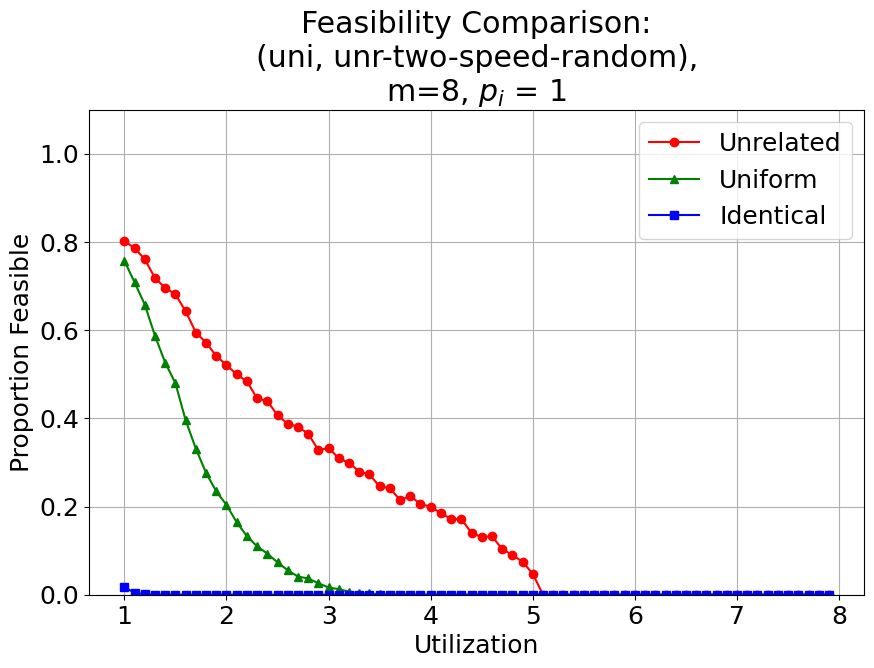 Feasibility Comparison:
(uni, unr-two-speed-random),
m=8, $p_i$ = 1
Unrelated
Uniform
Identical
Proportion Feasible
1.0
0.8
0.6
0.4
0.2
0.0
1 2 3 4 5 6 7 8
Utilization